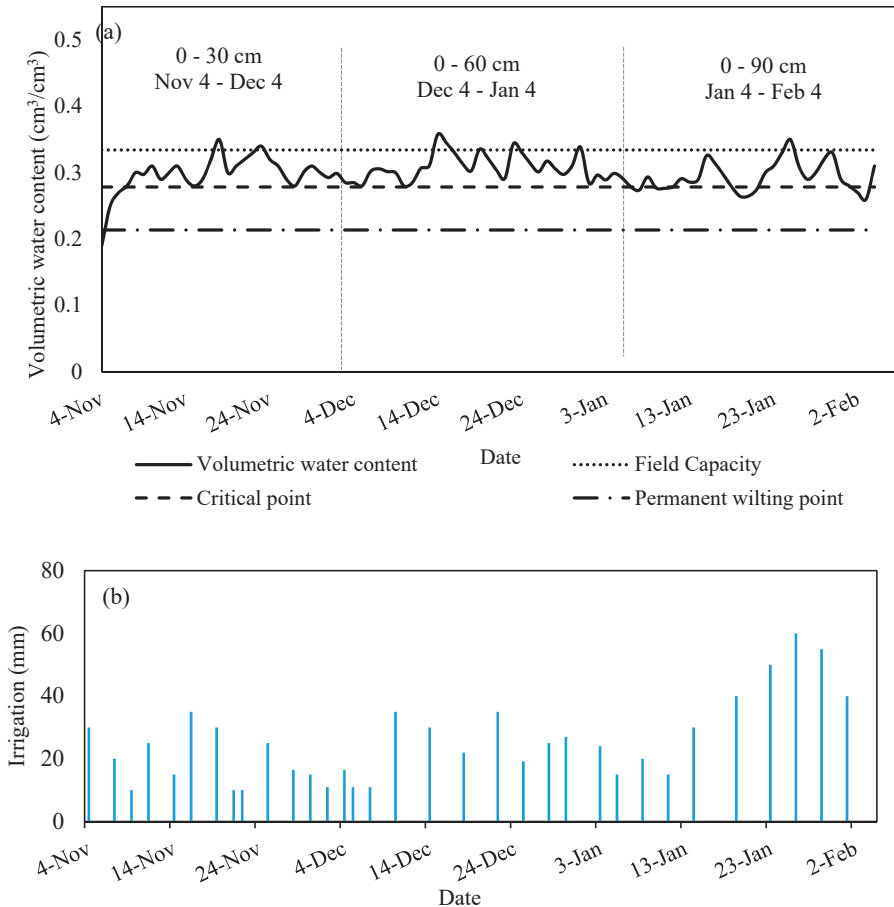 (a)
0.5
0.4
0.3
0.2
0.1
0
Volumetric water content (cm³/cm³)
0 - 30 cm
Nov 4 - Dec 4
0 - 60 cm
Dec 4 - Jan 4
0 - 90 cm
Jan 4 - Feb 4
4-Nov
14-Nov
24-Nov
4-Dec
14-Dec
24-Dec
3-Jan
13-Jan
23-Jan
2-Feb
Date
Volumetric water content
Field Capacity
Critical point
Permanent wilting point
(b)
80
60
40
20
0
Irrigation (mm)
4-Nov
14-Nov
24-Nov
4-Dec
14-Dec
24-Dec
3-Jan
13-Jan
23-Jan
2-Feb
Date